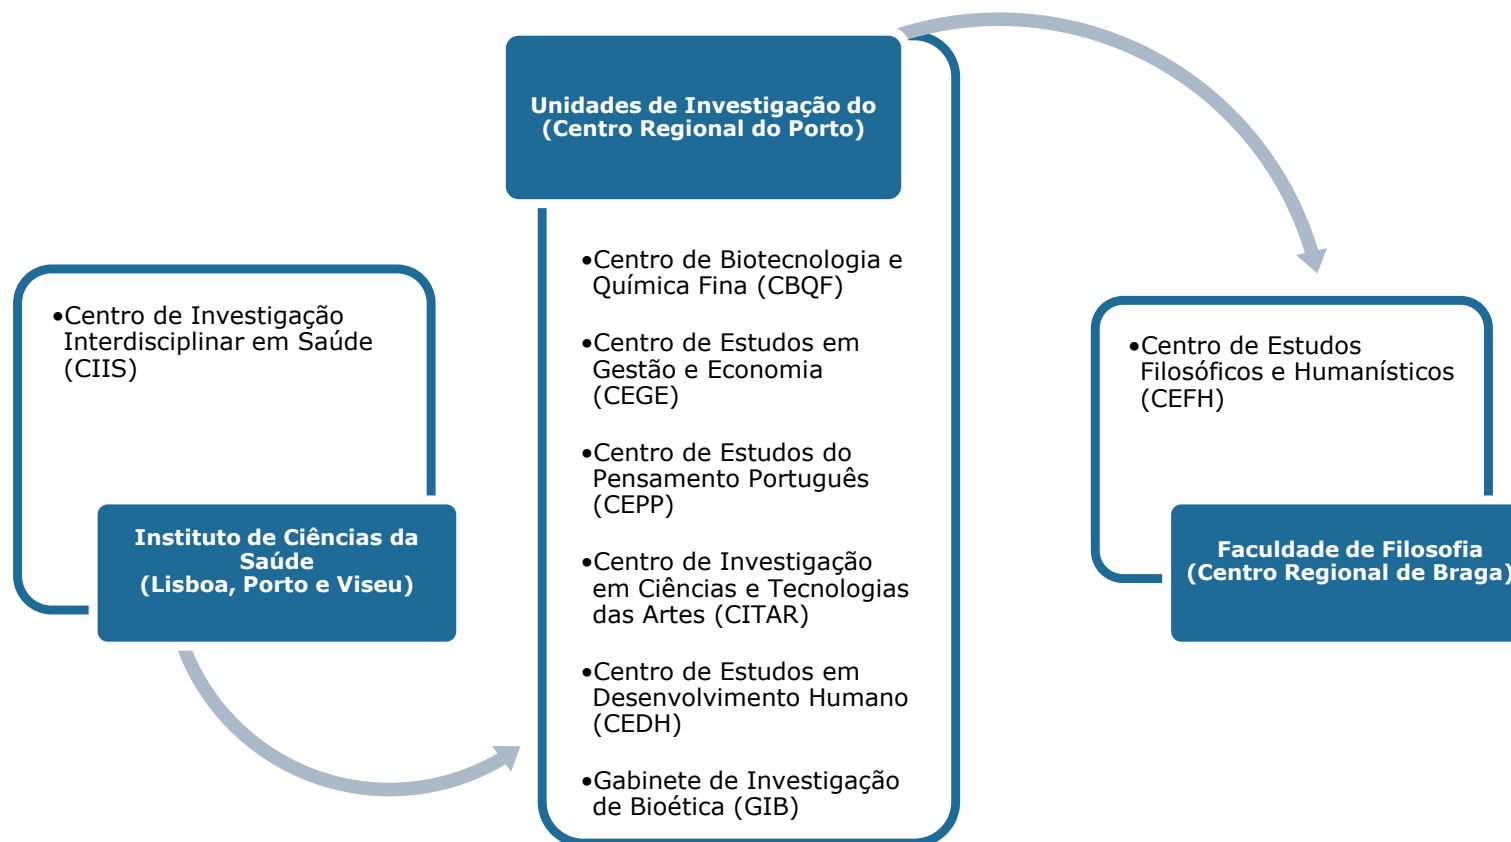 •Centro de Investigação
Interdisciplinar em Saúde
(CIIS)
Instituto de Ciências da
Saúde
(Lisboa, Porto e Viseu)
Unidades de Investigação do
(Centro Regional do Porto)
•Centro de Biotecnologia e
Química Fina (CBQF)
•Centro de Estudos em
Gestão e Economia
(CEGE)
•Centro de Estudos do
Pensamento Português
(CEPP)
•Centro de Investigação
em Ciências e Tecnologias
das Artes (CITAR)
•Centro de Estudos em
Desenvolvimento Humano
(CEDH)
•Gabinete de Investigação
de Bioética (GIB)
•Centro de Estudos
Filosóficos e Humanísticos
(CEFH)
Faculdade de Filosofia
(Centro Regional de Braga)